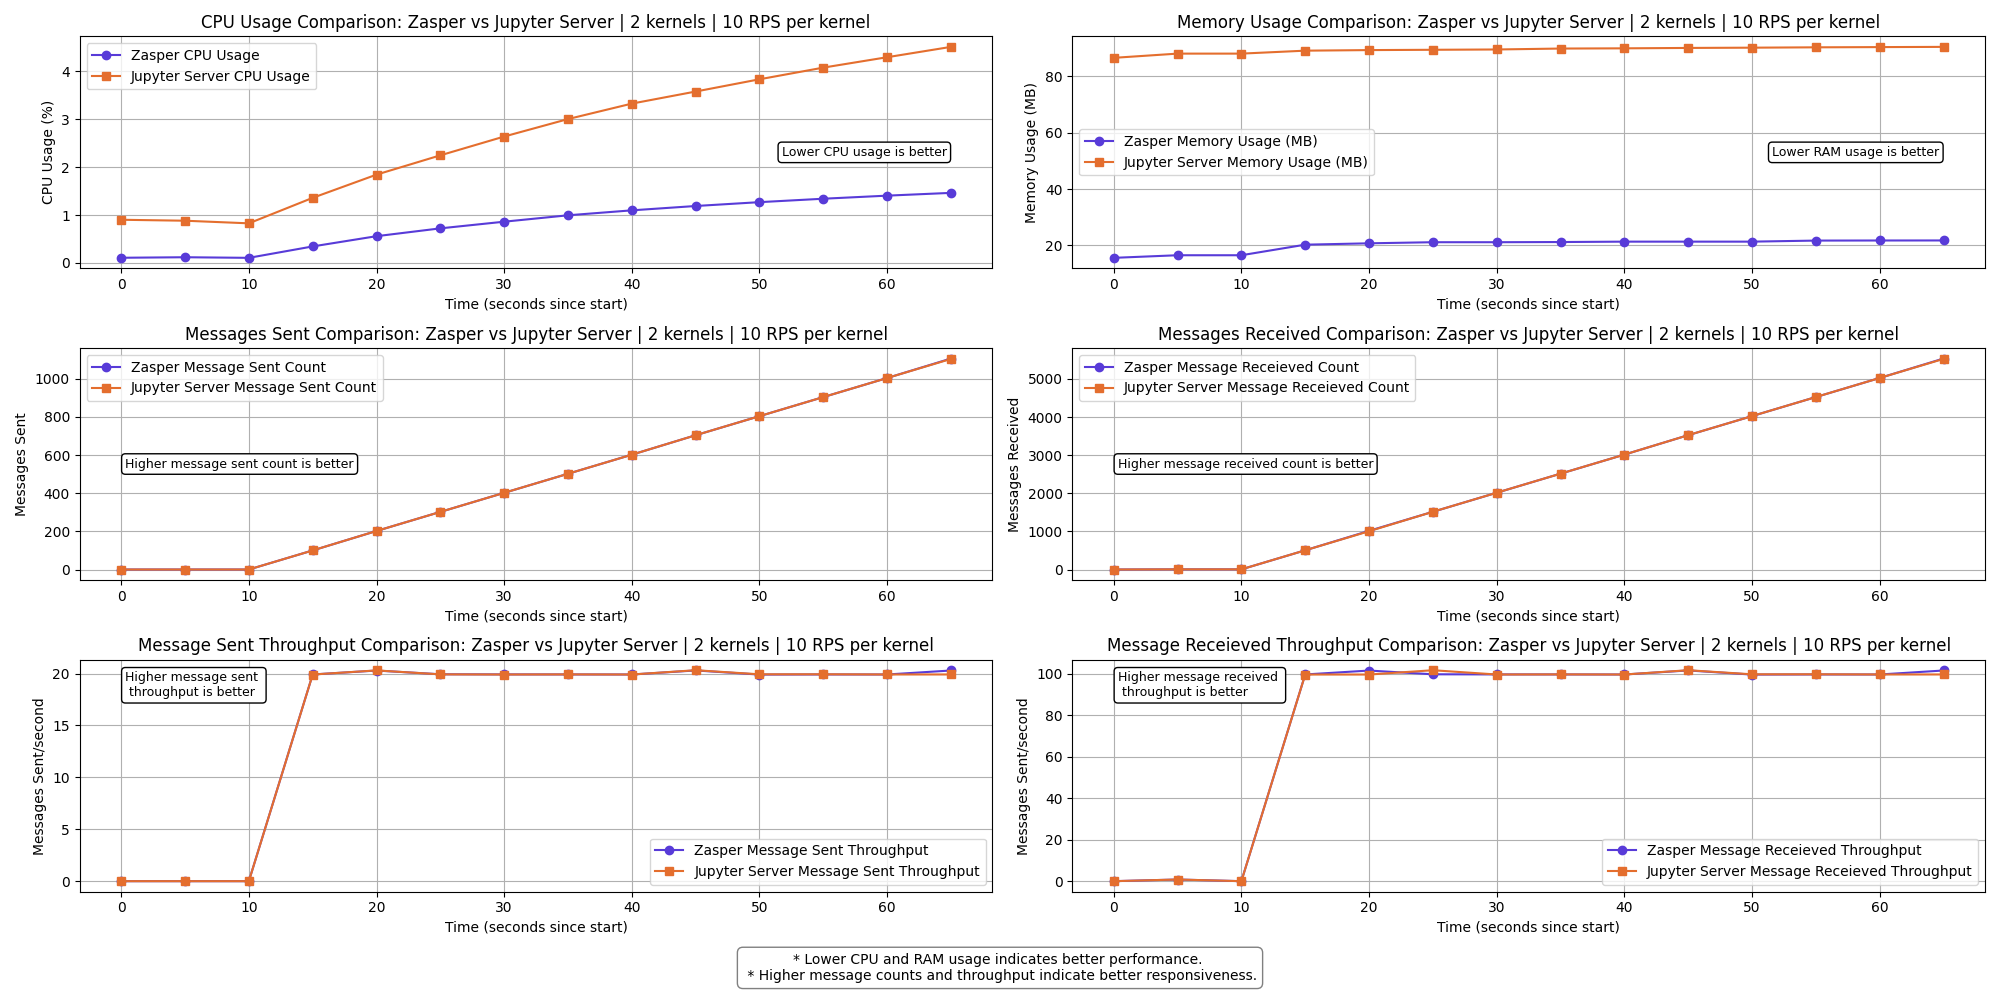 CPU Usage Comparison: Zasper vs Jupyter Server | 2 kernels | 10 RPS per kernel
Zasper CPU Usage
Jupyter Server CPU Usage
Lower CPU usage is better
CPU Usage (%)
4
3
2
1
0
0 10 20 30 40 50 60
Time (seconds since start)
Memory Usage Comparison: Zasper vs Jupyter Server | 2 kernels | 10 RPS per kernel
Zasper Memory Usage (MB)
Jupyter Server Memory Usage (MB)
Lower RAM usage is better
Memory Usage (MB)
80
60
40
20
0 10 20 30 40 50 60
Time (seconds since start)
Messages Sent Comparison: Zasper vs Jupyter Server | 2 kernels | 10 RPS per kernel
Zasper Message Sent Count
Jupyter Server Message Sent Count
Higher message sent count is better
Messages Sent
1000
800
600
400
200
0
0 10 20 30 40 50 60
Time (seconds since start)
Messages Received Comparison: Zasper vs Jupyter Server | 2 kernels | 10 RPS per kernel
Zasper Message Receieved Count
Jupyter Server Message Receieved Count
Higher message received count is better
Messages Received
5000
4000
3000
2000
1000
0
0 10 20 30 40 50 60
Time (seconds since start)
Message Sent Throughput Comparison: Zasper vs Jupyter Server | 2 kernels | 10 RPS per kernel
Higher message sent
throughput is better
Messages Sent/second
20
15
10
5
0
Zasper Message Sent Throughput
Jupyter Server Message Sent Throughput
0 10 20 30 40 50 60
Time (seconds since start)
Message Receieved Throughput Comparison: Zasper vs Jupyter Server | 2 kernels | 10 RPS per kernel
Higher message received
throughput is better
Messages Sent/second
100
80
60
40
20
0
Zasper Message Receieved Throughput
Jupyter Server Message Receieved Throughput
0 10 20 30 40 50 60
Time (seconds since start)
* Lower CPU and RAM usage indicates better performance.
* Higher message counts and throughput indicate better responsiveness.